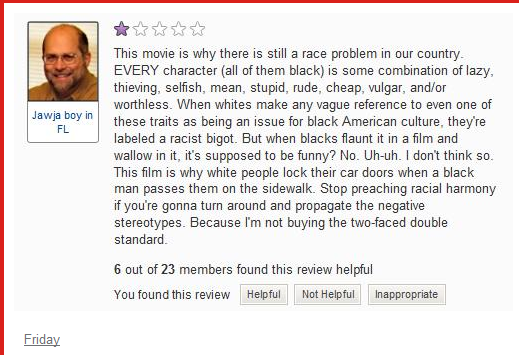 This movie is why there is still a race problem in our country.
EVERY character (all of them black) is some combination of lazy,
thieving, selfish, mean, stupid, rude, cheap, vulgar, and/or
worthless. When whites make any vague reference to even one of
these traits as being an issue for black American culture, they're
labeled a racist bigot. But when blacks flaunt it in a film and
wallow in it, it's supposed to be funny? No. Uh-uh. I don't think so.
This film is why white people lock their car doors when a black
man passes them on the sidewalk. Stop preaching racial harmony
if you're gonna turn around and propagate the negative
stereotypes. Because I'm not buying the two-faced double
standard.
Jawja boy in
FL
6 out of 23 members found this review helpful
You found this review Helpful Not Helpful Inappropriate
Friday